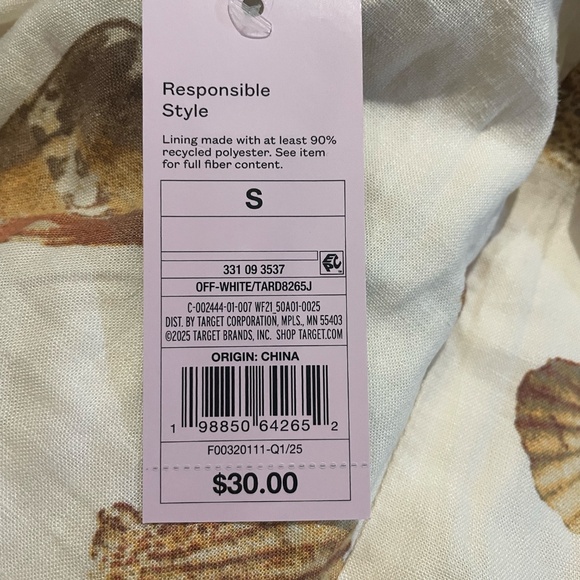 Responsible
Style
Lining made with at least 90%
recycled polyester. See item
for full fiber content.
S
331 09 3537
OFF-WHITE/TARD8265J
C-002444-01-007 WF21_50A01-0025
DIST. BY TARGET CORPORATION, MPLS., MN 55403
©2025 TARGET BRANDS, INC. SHOP TARGET.COM
ORIGIN: CHINA
1 98850 64265 2
F00320111-Q1/25
$30.00